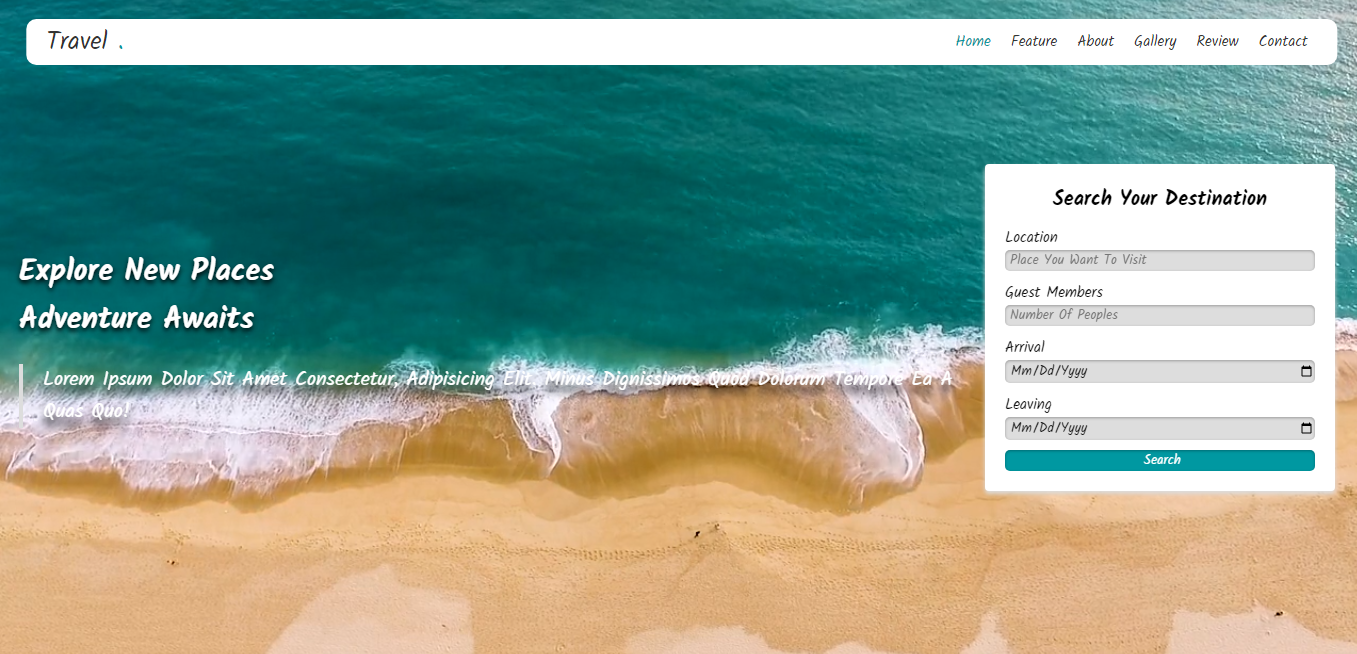 Travel .
Home Feature About Gallery Review Contact
Search Your Destination
Location
Place You Want To Visit
Guest Members
Number Of Peoples
Arrival
Mm/Dd/Yyyy
Leaving
Mm/Dd/Yyyy
Search
Explore New Places
Adventure Awaits
Lorem Ipsum Dolor Sit Amet Consectetur, Adipisicing Elit. Minus Dignissimos Quod Dolorum Tempore Ea A
Quas Quo!